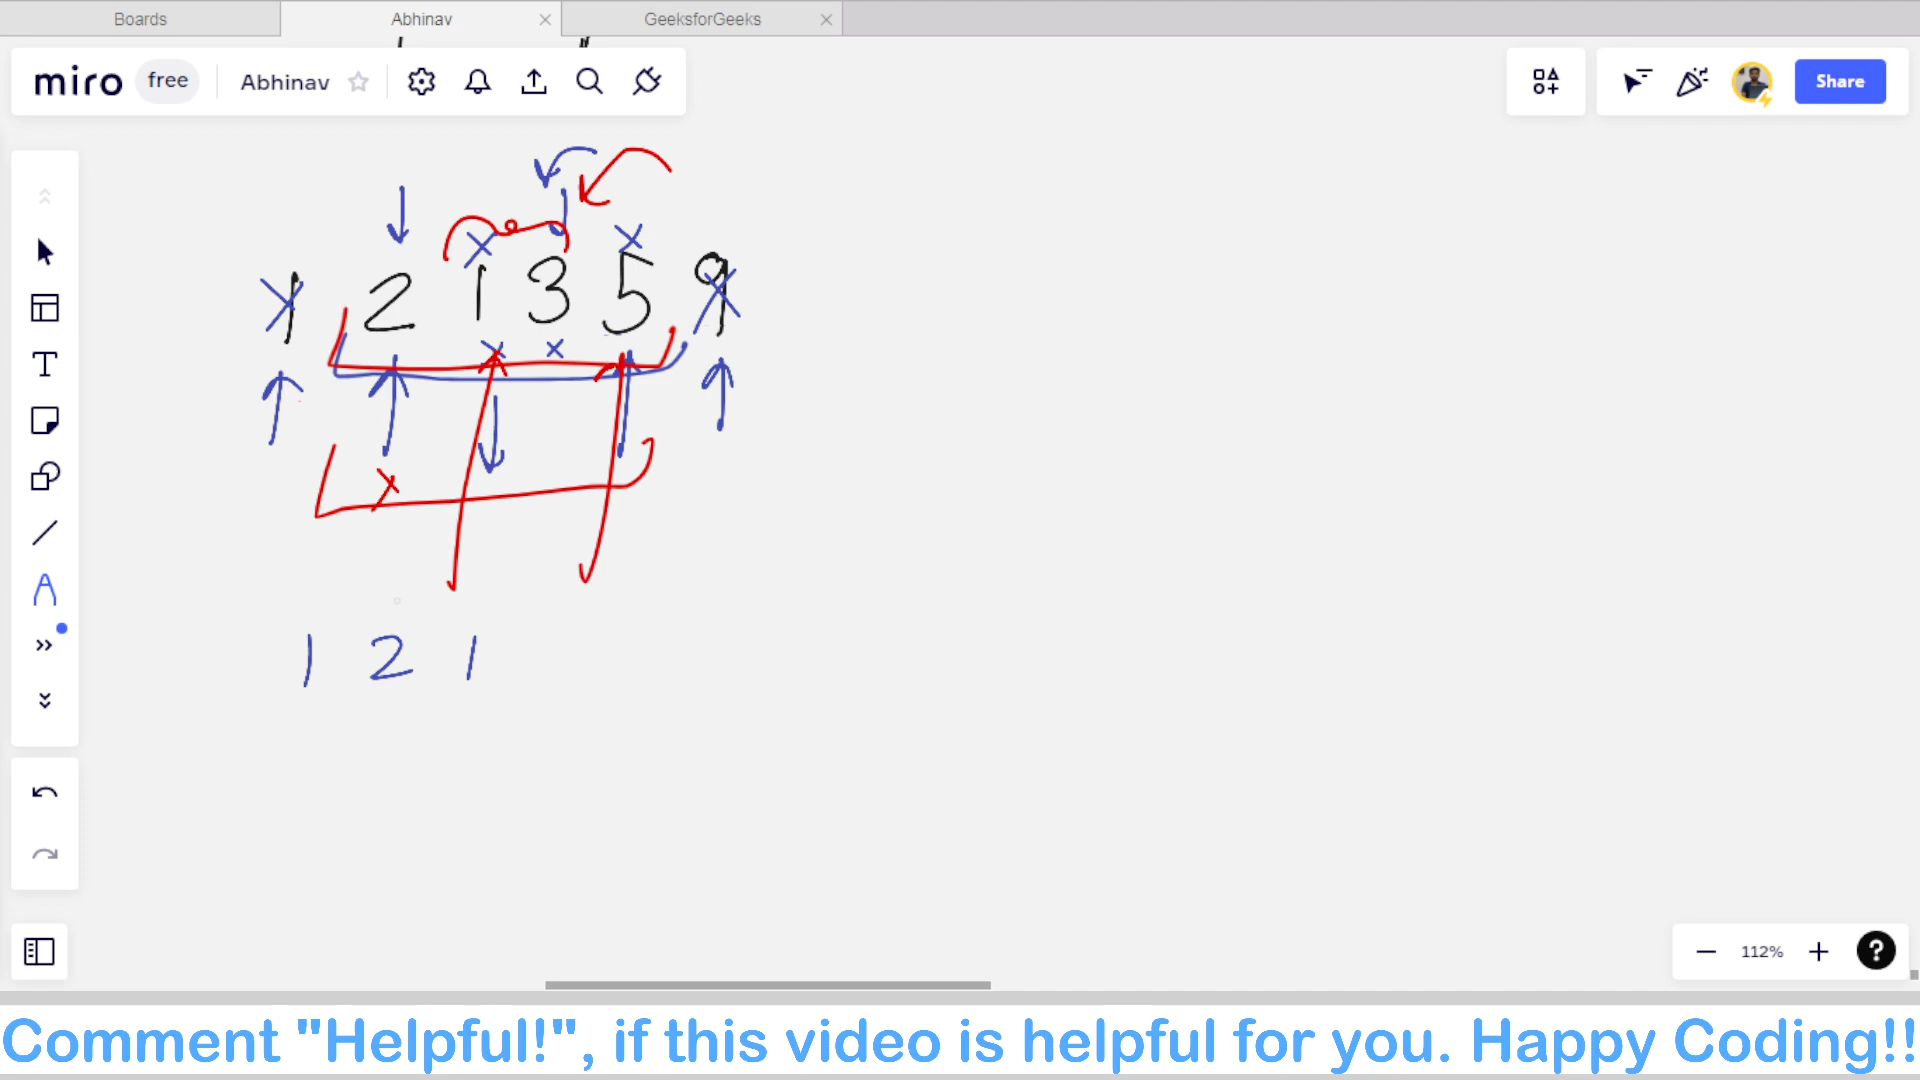 Boards Abhinav GeeksforGeeks
miro free Abhinav Share
1 2 1 3 5 9
1 2 1
112%
Comment "Helpful!", if this video is helpful for you. Happy Coding!!